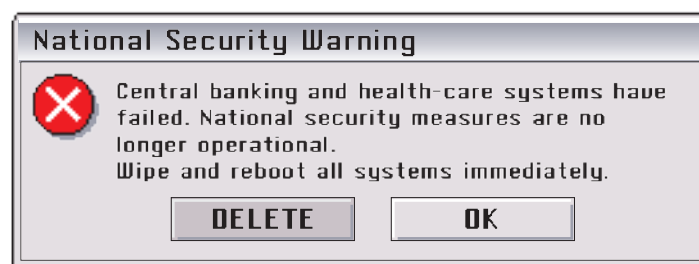 National Security Warning
Central banking and health-care systems have
failed. National security measures are no
longer operational.
Wipe and reboot all systems immediately.
DELETE
OK